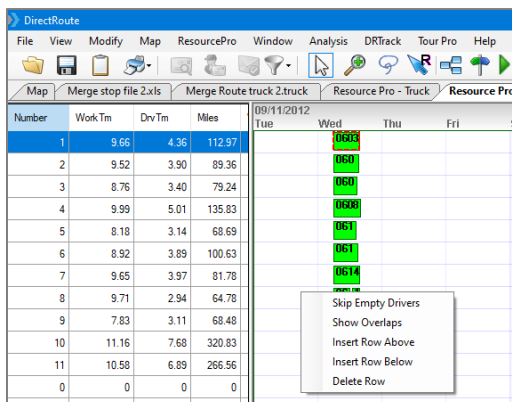 DirectRoute
File View Modify Map ResourcePro Window Analysis DRTrack Tour Pro Help
Map Merge stop file 2.xls Merge Route truck 2.truck Resource Pro - Truck Resource Pro
Number WorkTm DrvTm Miles
09/11/2012
Tue Wed Thu Fri
1 9.66 4.36 112.97 0603
2 9.52 3.90 89.36 060
3 8.76 3.40 79.24 060
4 9.99 5.01 135.83 0608
5 8.18 3.14 68.69 061
6 8.92 3.89 100.63 061
7 9.65 3.97 81.78 0614
8 9.71 2.94 64.78
9 7.83 3.11 68.48
10 11.16 7.68 320.83
11 10.58 6.89 266.56
0 0 0 0
Skip Empty Drivers
Show Overlaps
Insert Row Above
Insert Row Below
Delete Row